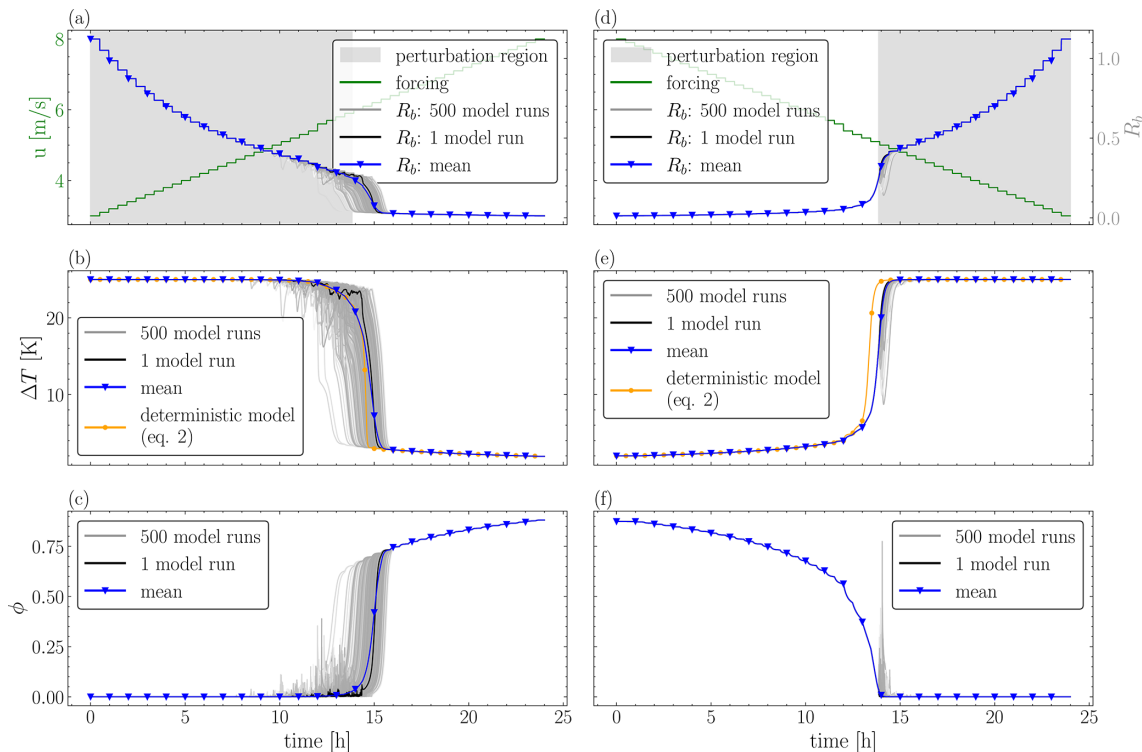 (a)
(d)
8
6
4
u [m/s]
perturbation region
forcing
R_b: 500 model runs
R_b: 1 model run
R_b: mean
perturbation region
forcing
R_b: 500 model runs
R_b: 1 model run
R_b: mean
1.0
0.5
0.0
R_b
(b)
(e)
20
10
ΔT [K]
500 model runs
1 model run
mean
deterministic model
(eq. 2)
500 model runs
1 model run
mean
deterministic model
(eq. 2)
(c)
(f)
0.75
0.50
0.25
0.00
ϕ
500 model runs
1 model run
mean
500 model runs
1 model run
mean
0 5 10 15 20 25
time [h]
0 5 10 15 20 25
time [h]